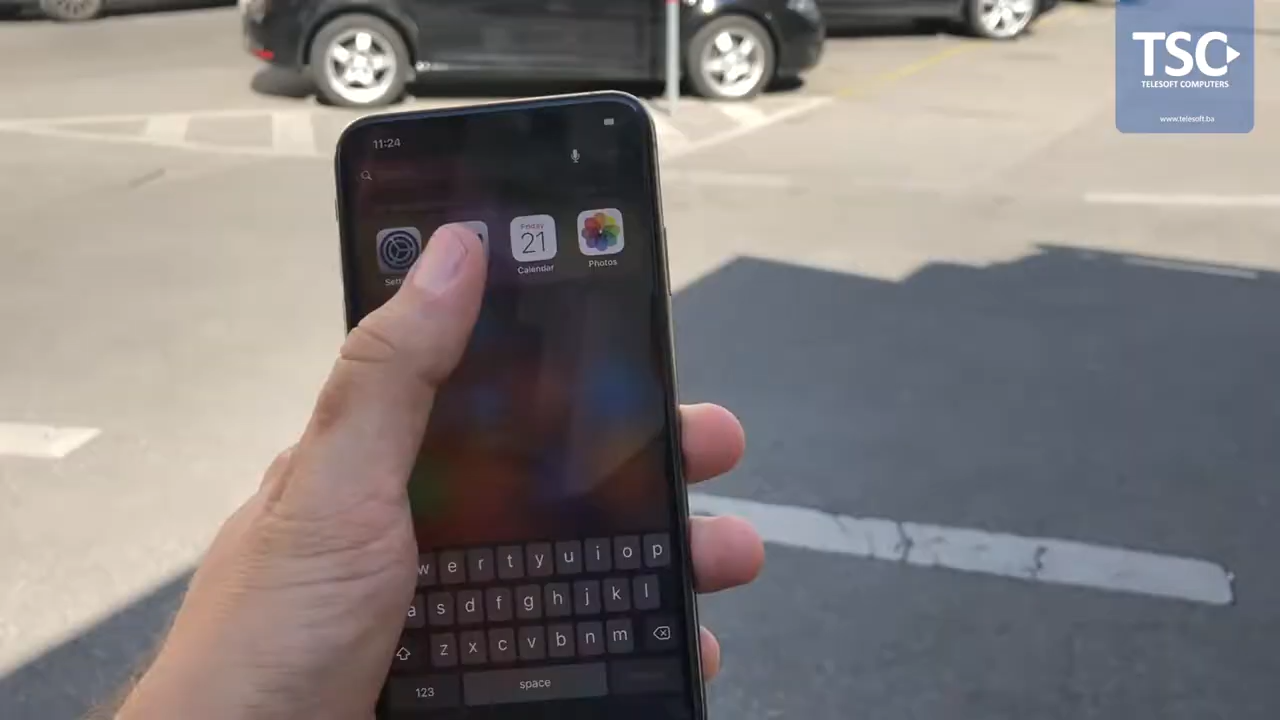 TSC
TELESOFT COMPUTERS
www.telesoft.ba
11:24
Friday
21
Calendar
Photos
w e r t y u i o p
a s d f g h j k l
z x c v b n m
123
space